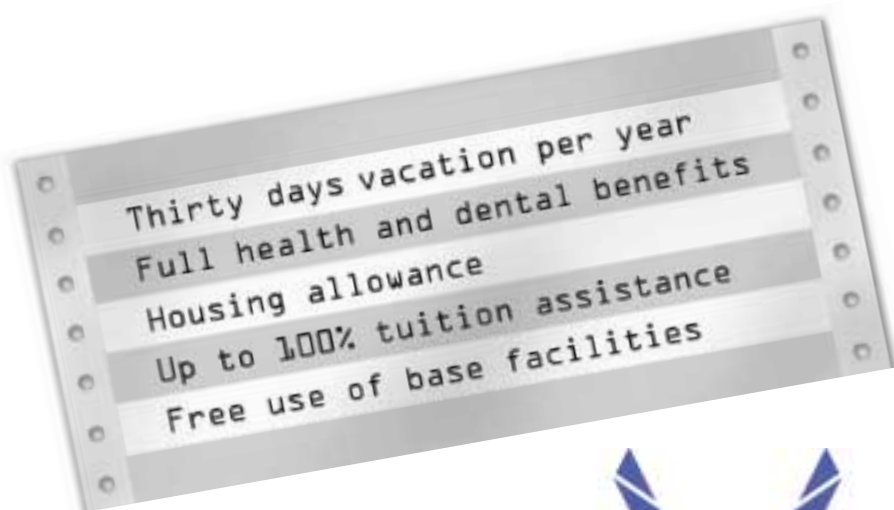 Thirty days vacation per year
Full health and dental benefits
Housing allowance
Up to 100% tuition assistance
Free use of base facilities